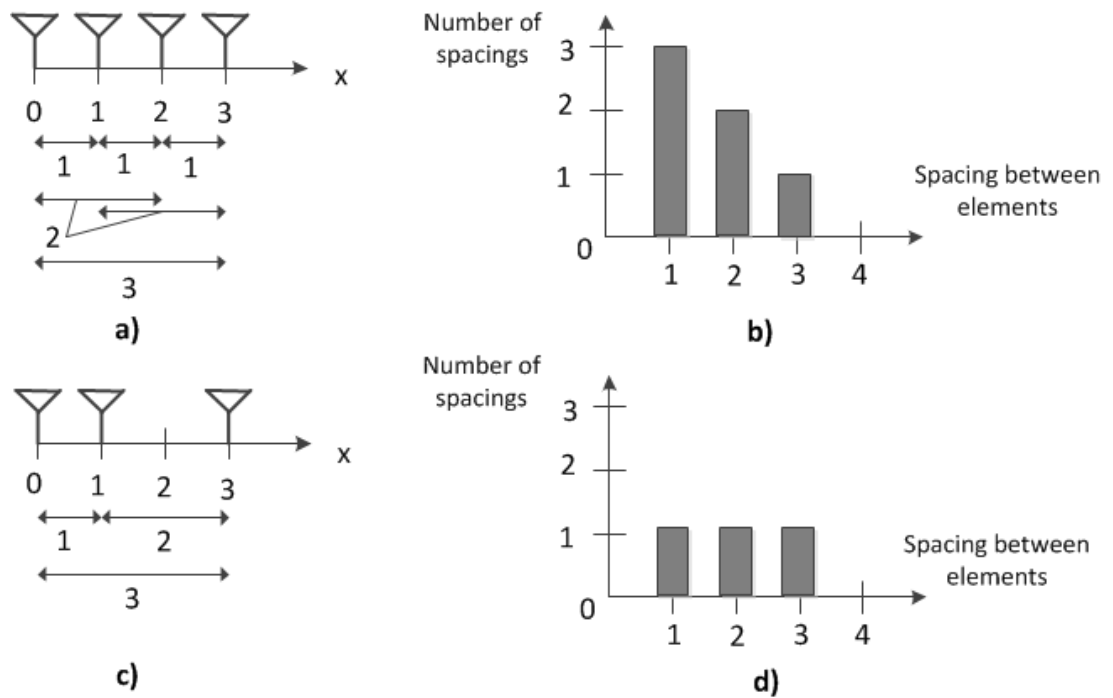 x
0 1 2 3
1 1 1
2
3
a)
Number of
spacings
3
2
1
0
1 2 3 4
Spacing between
elements
b)
x
0 1 2 3
1 2
3
c)
Number of
spacings
3
2
1
0
1 2 3 4
Spacing between
elements
d)